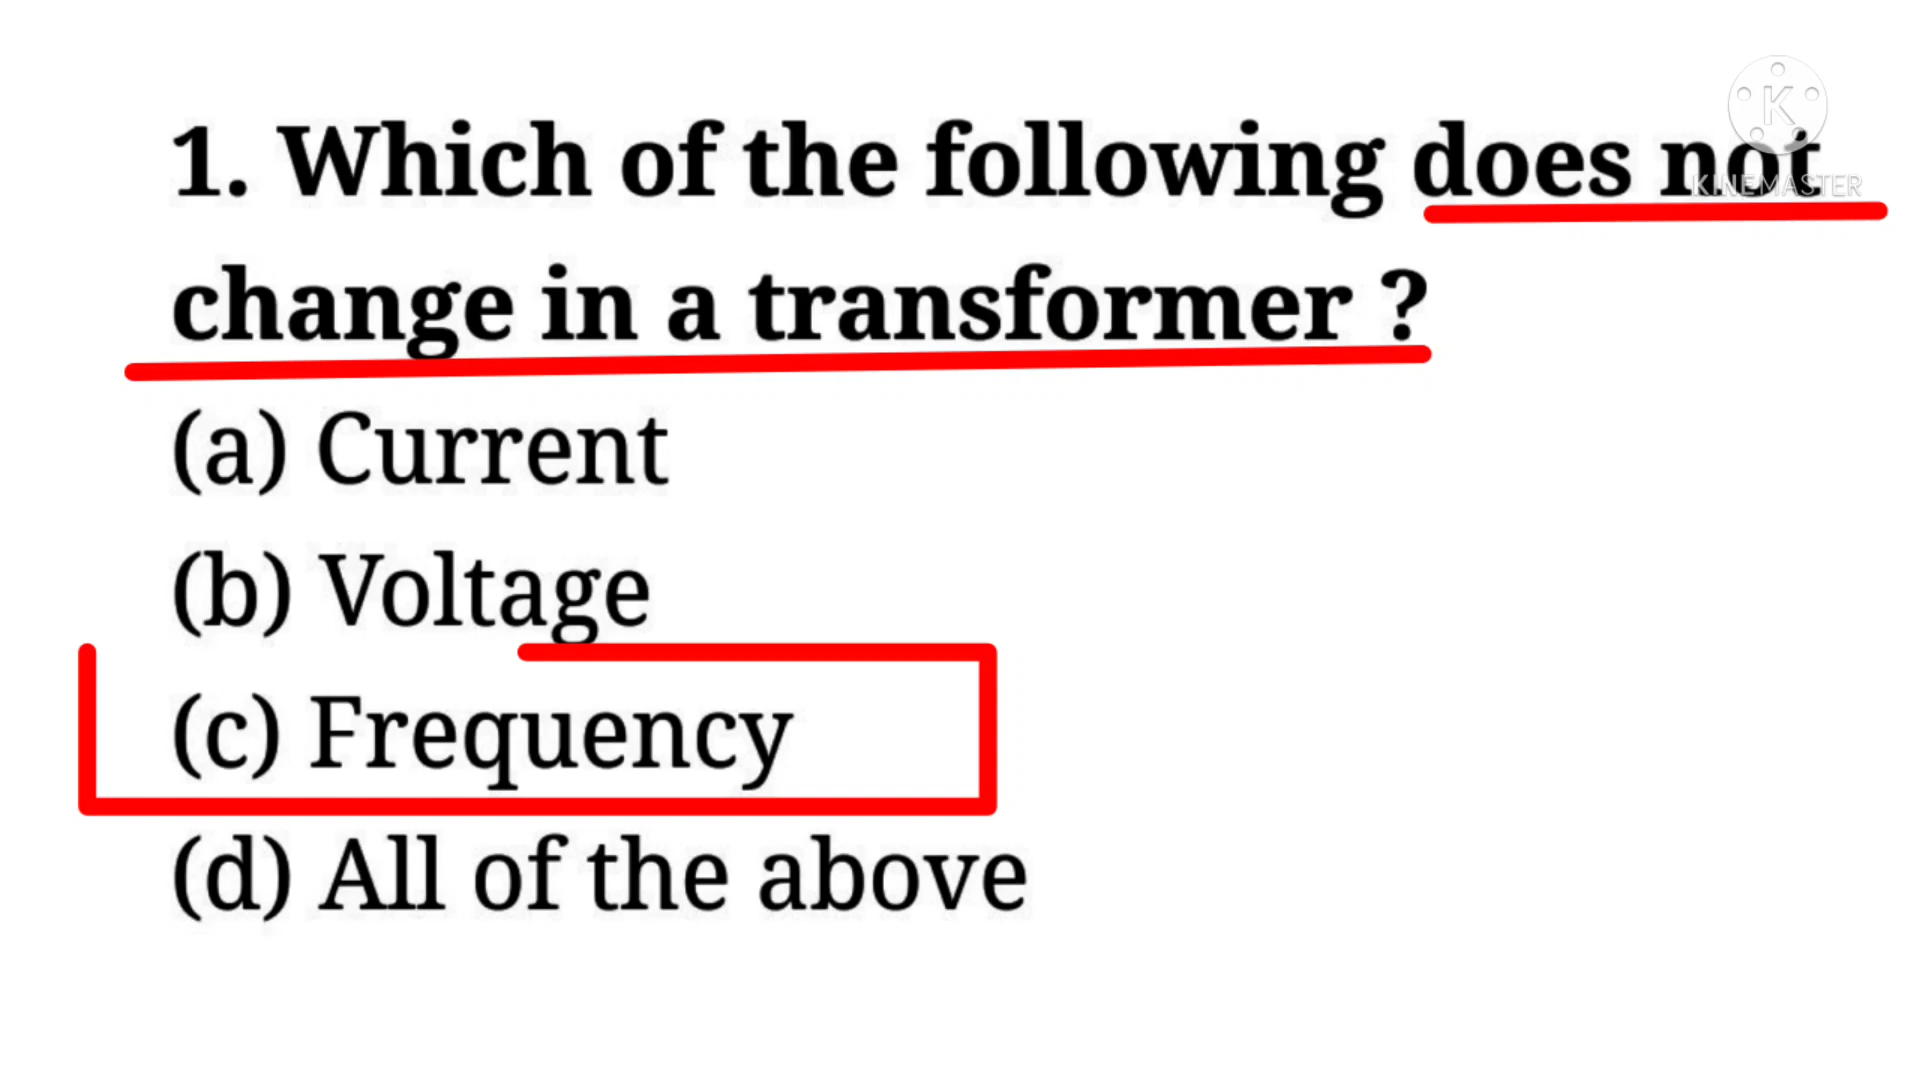 K
KINEMASTER
1. Which of the following does not
change in a transformer ?
(a) Current
(b) Voltage
(c) Frequency
(d) All of the above